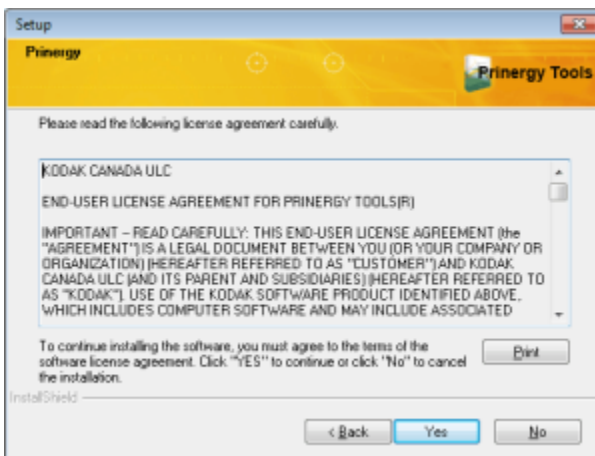 Setup
Prinergy
Prinergy Tools
Please read the following license agreement carefully.
KODAK CANADA ULC
END-USER LICENSE AGREEMENT FOR PRINERGY TOOLS(R)
IMPORTANT – READ CAREFULLY: THIS END-USER LICENSE AGREEMENT (the
"AGREEMENT") IS A LEGAL DOCUMENT BETWEEN YOU (OR YOUR COMPANY OR
ORGANIZATION) (HEREAFTER REFERRED TO AS "CUSTOMER") AND KODAK
CANADA ULC (AND ITS PARENT AND SUBSIDIARIES) (HEREAFTER REFERRED TO
AS "KODAK"). USE OF THE KODAK SOFTWARE PRODUCT IDENTIFIED ABOVE,
WHICH INCLUDES COMPUTER SOFTWARE AND MAY INCLUDE ASSOCIATED
To continue installing the software, you must agree to the terms of the
software license agreement. Click "YES" to continue or click "No" to cancel
the installation.
Print
InstallShield
< Back
Yes
No